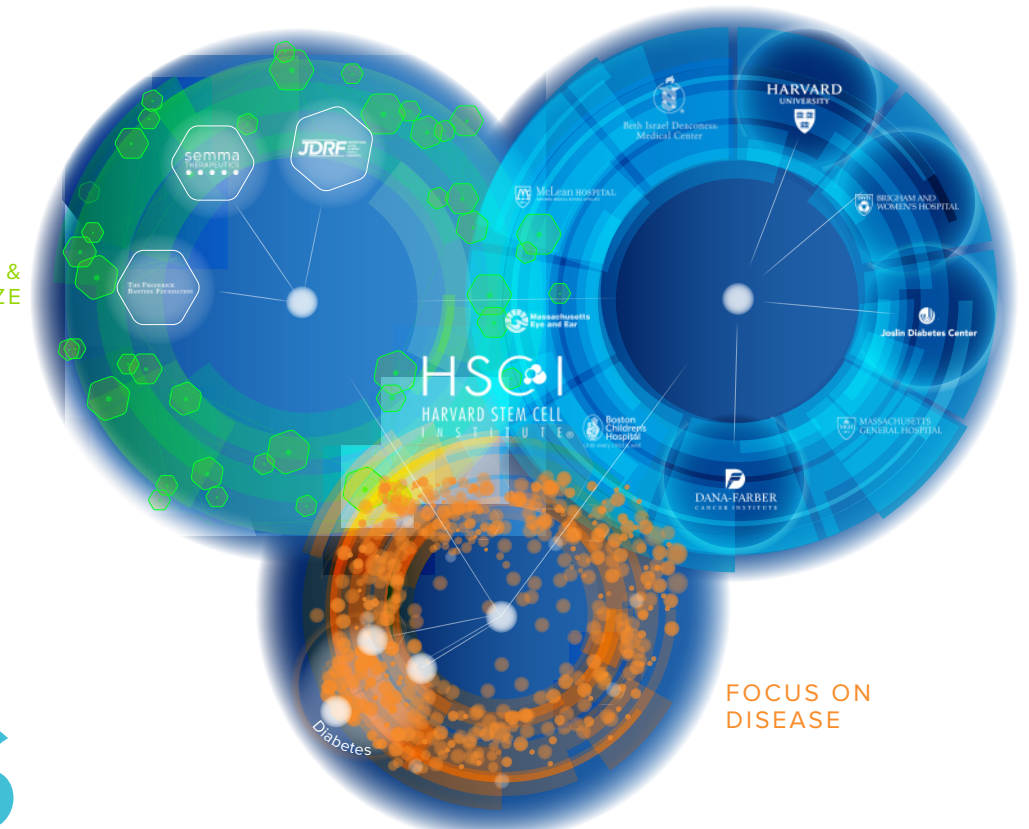 HARVARD
UNIVERSITY
Beth Israel Deaconess
Medical Center
semma
THERAPEUTICS
JDRF
McLean HOSPITAL
BRIGHAM AND
WOMEN'S HOSPITAL
&
ZE
THE FREDERICK
BANTING FOUNDATION
Massachusetts
Eye and Ear
Joslin Diabetes Center
HSCI
HARVARD STEM CELL
INSTITUTE®
Boston
Children's
Hospital
MASSACHUSETTS
GENERAL HOSPITAL
MGH
DANA-FARBER
CANCER INSTITUTE
FOCUS ON
DISEASE
Diabetes